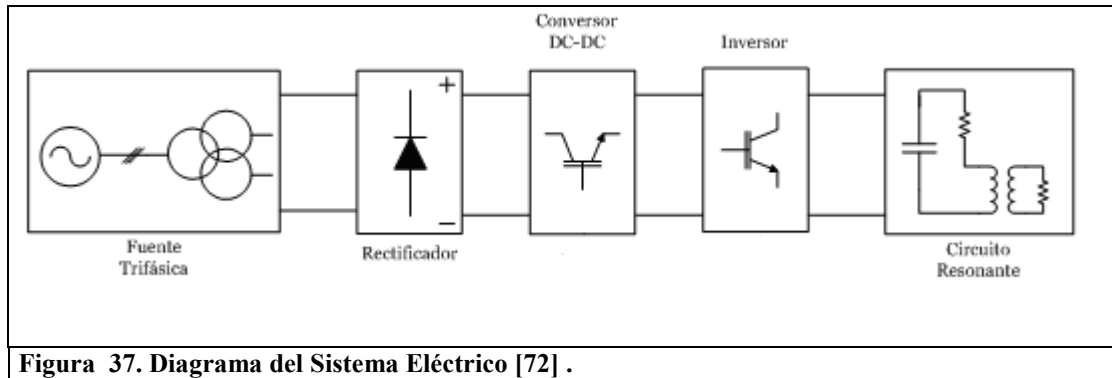 Conversor
DC-DC
Inversor
+
−
Fuente
Trifásica
Rectificador
Circuito
Resonante
Figura 37. Diagrama del Sistema Eléctrico [72] .